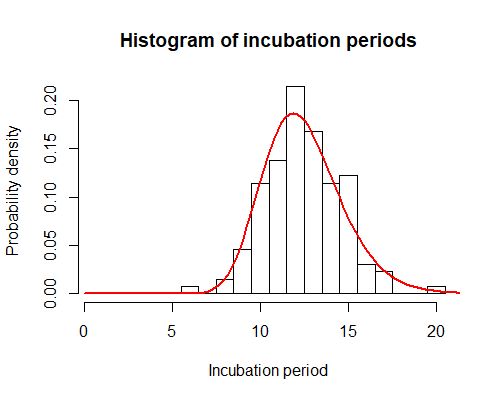 Histogram of incubation periods
Probability density
0.20
0.15
0.10
0.05
0.00
0 5 10 15 20
Incubation period